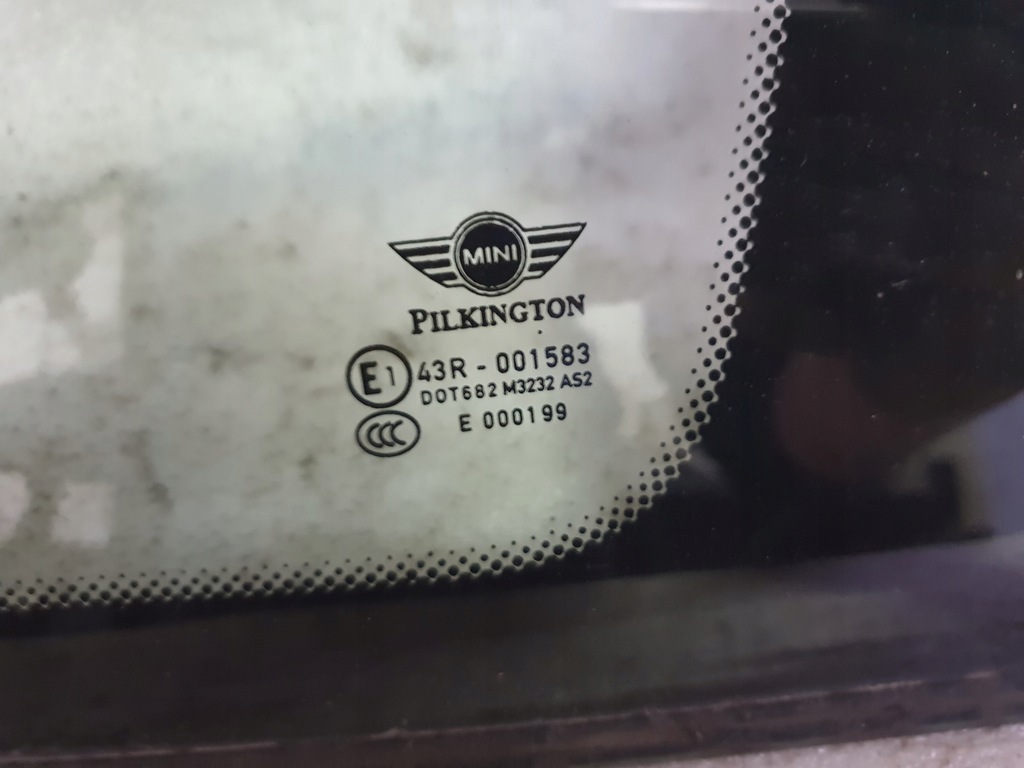 MINI
PILKINGTON
E1 43R - 001583
DOT682 M3232 AS2
CCC E 000199